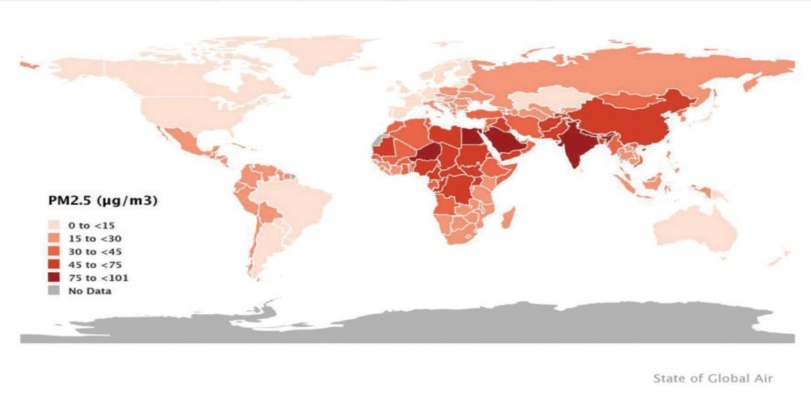 PM2.5 (µg/m3)
0 to <15
15 to <30
30 to <45
45 to <75
75 to <101
No Data
State of Global Air